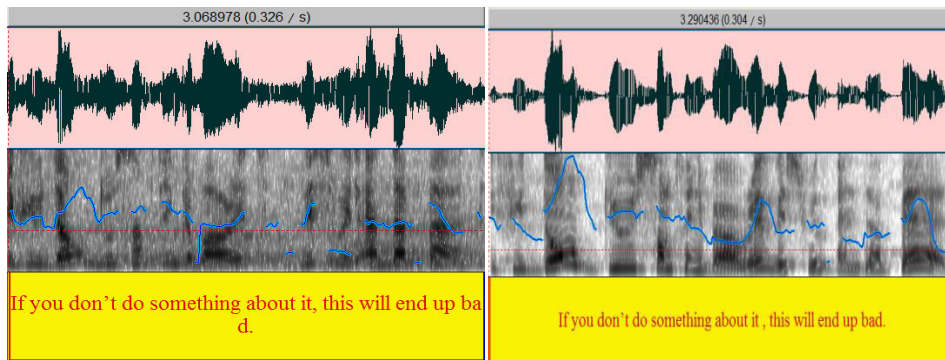 3.068978 (0.326 / s)
If you don't do something about it, this will end up ba
d.
3.290436 (0.304 / s)
If you don't do something about it , this will end up bad.